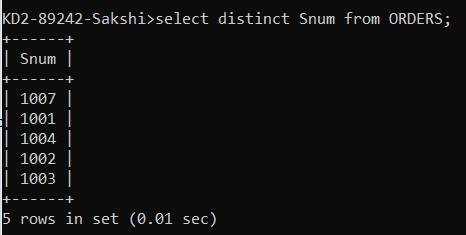 KD2-89242-Sakshi>select distinct Snum from ORDERS;
+------+
| Snum |
+------+
| 1007 |
| 1001 |
| 1004 |
| 1002 |
| 1003 |
+------+
5 rows in set (0.01 sec)